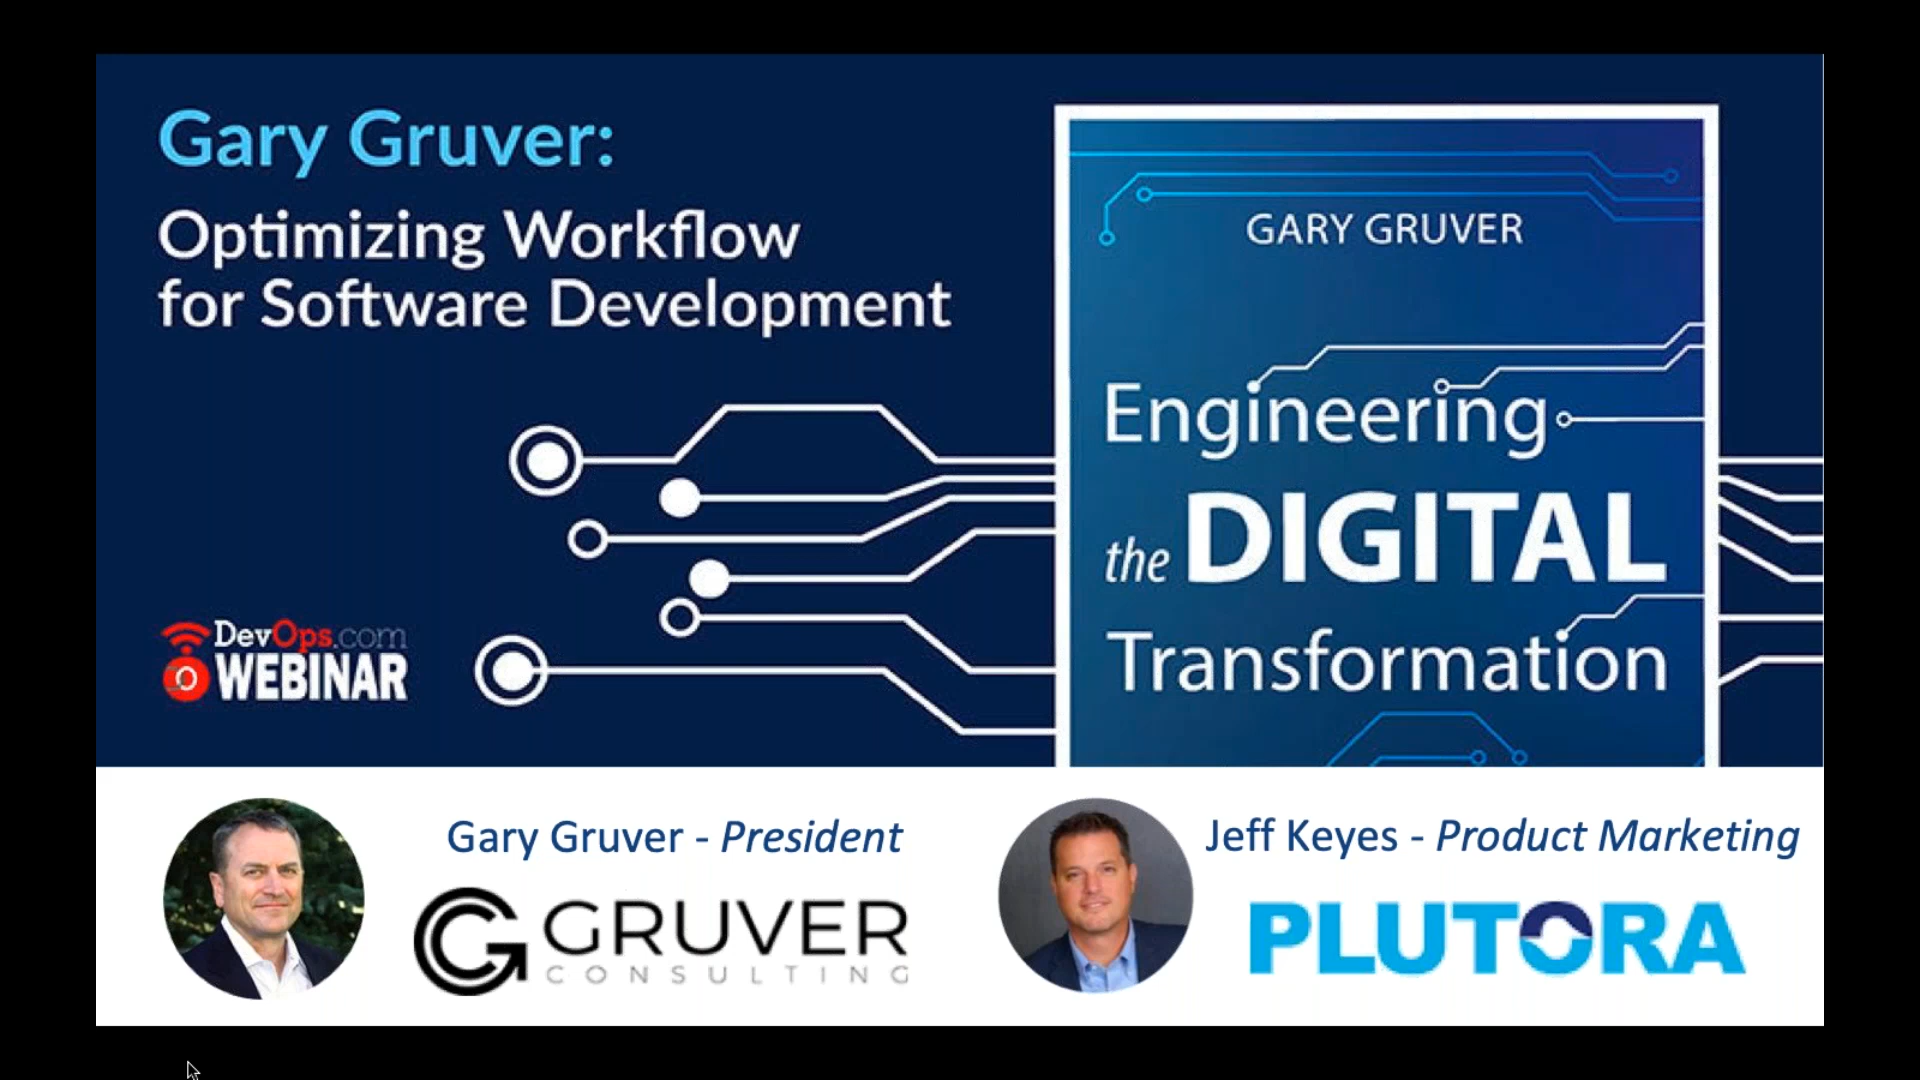 Gary Gruver:
Optimizing Workflow
for Software Development
GARY GRUVER
Engineering
the DIGITAL
Transformation
DevOps.com
WEBINAR
Gary Gruver - President
GRUVER
CONSULTING
Jeff Keyes - Product Marketing
PLUTORA